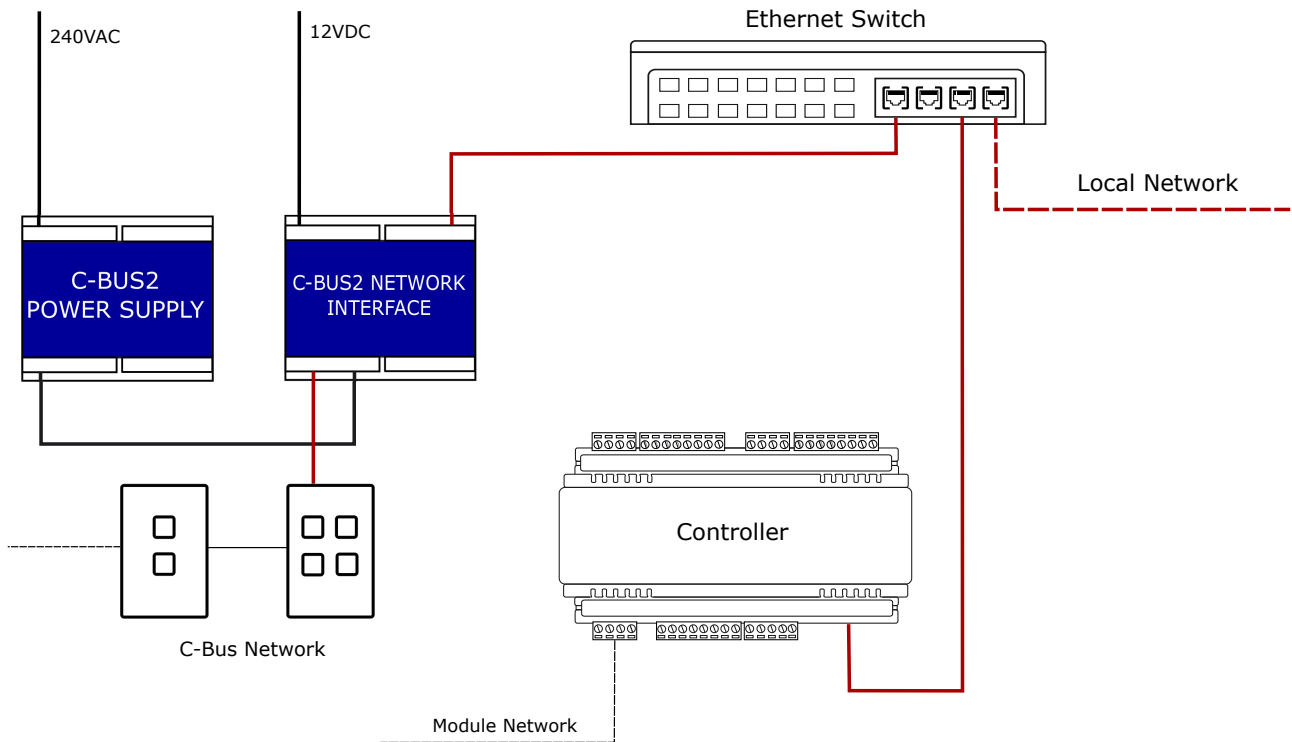 Ethernet Switch
240VAC
12VDC
Local Network
C-BUS2
POWER SUPPLY
C-BUS2 NETWORK
INTERFACE
Controller
C-Bus Network
Module Network